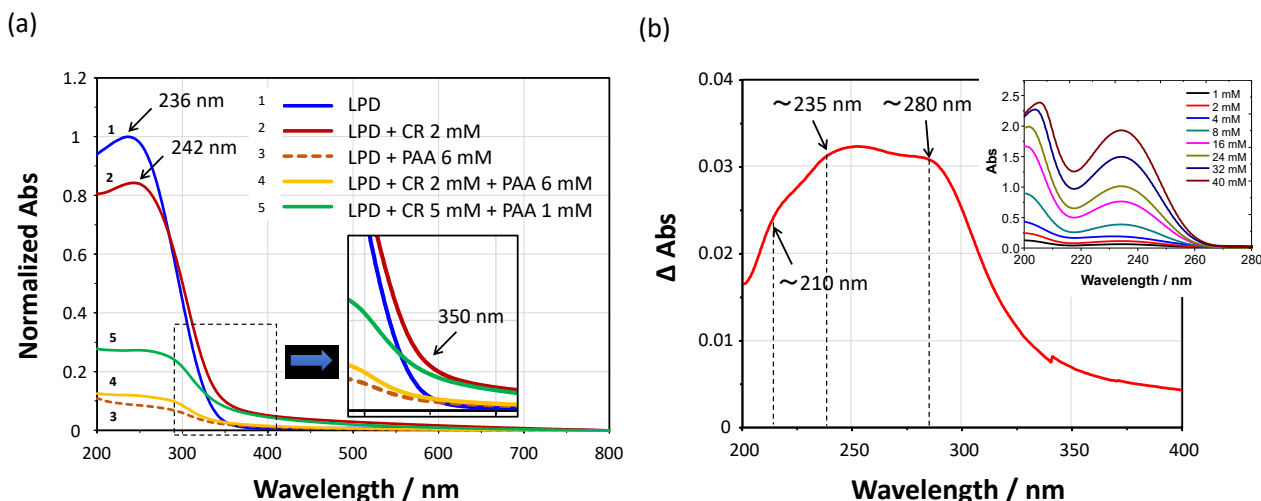 (a)
Normalized Abs
1.2
1
0.8
0.6
0.4
0.2
0
200
300
400
500
600
700
800
Wavelength / nm
236 nm
242 nm
1
2
5
4
3
1 LPD
2 LPD + CR 2 mM
3 LPD + PAA 6 mM
4 LPD + CR 2 mM + PAA 6 mM
5 LPD + CR 5 mM + PAA 1 mM
350 nm
(b)
Δ Abs
0.04
0.03
0.02
0.01
0
200
250
300
350
400
Wavelength / nm
~235 nm
~280 nm
~210 nm
Abs
2.5
2.0
1.5
1.0
0.5
0.0
200
220
240
260
280
Wavelength / nm
1 mM
2 mM
4 mM
8 mM
16 mM
24 mM
32 mM
40 mM